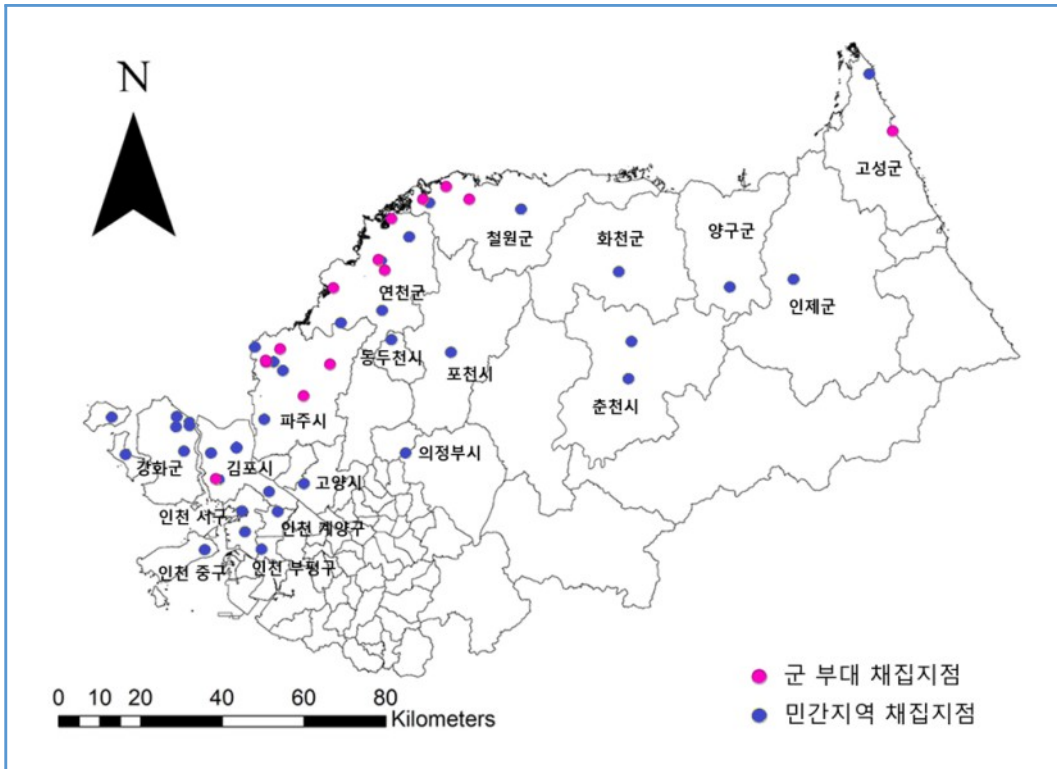 N
고성군
철원군
화천군
양구군
연천군
인제군
동두천시
포천시
춘천시
파주시
의정부시
강화군
김포시
고양시
인천 서구
인천 계양구
인천 중구
인천 부평구
군 부대 채집지점
민간지역 채집지점
0 10 20 40 60 80
Kilometers